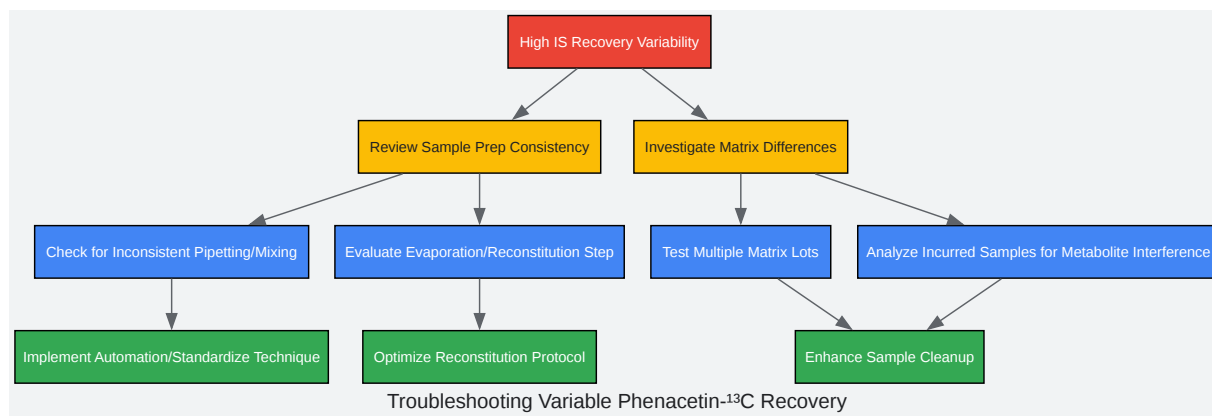 High IS Recovery Variability
Review Sample Prep Consistency
Investigate Matrix Differences
Check for Inconsistent Pipetting/Mixing
Evaluate Evaporation/Reconstitution Step
Test Multiple Matrix Lots
Analyze Incurred Samples for Metabolite Interference
Implement Automation/Standardize Technique
Optimize Reconstitution Protocol
Enhance Sample Cleanup
Troubleshooting Variable Phenacetin-¹³C Recovery